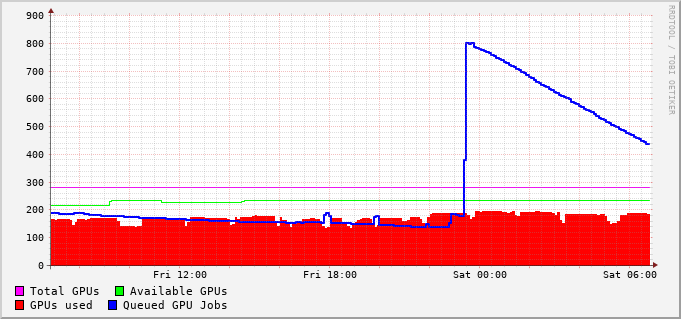 900
800
700
600
500
400
300
200
100
0
Fri 12:00 Fri 18:00 Sat 00:00 Sat 06:00
Total GPUs Available GPUs
GPUs used Queued GPU Jobs
RRDTOOL / TOBI OETIKER